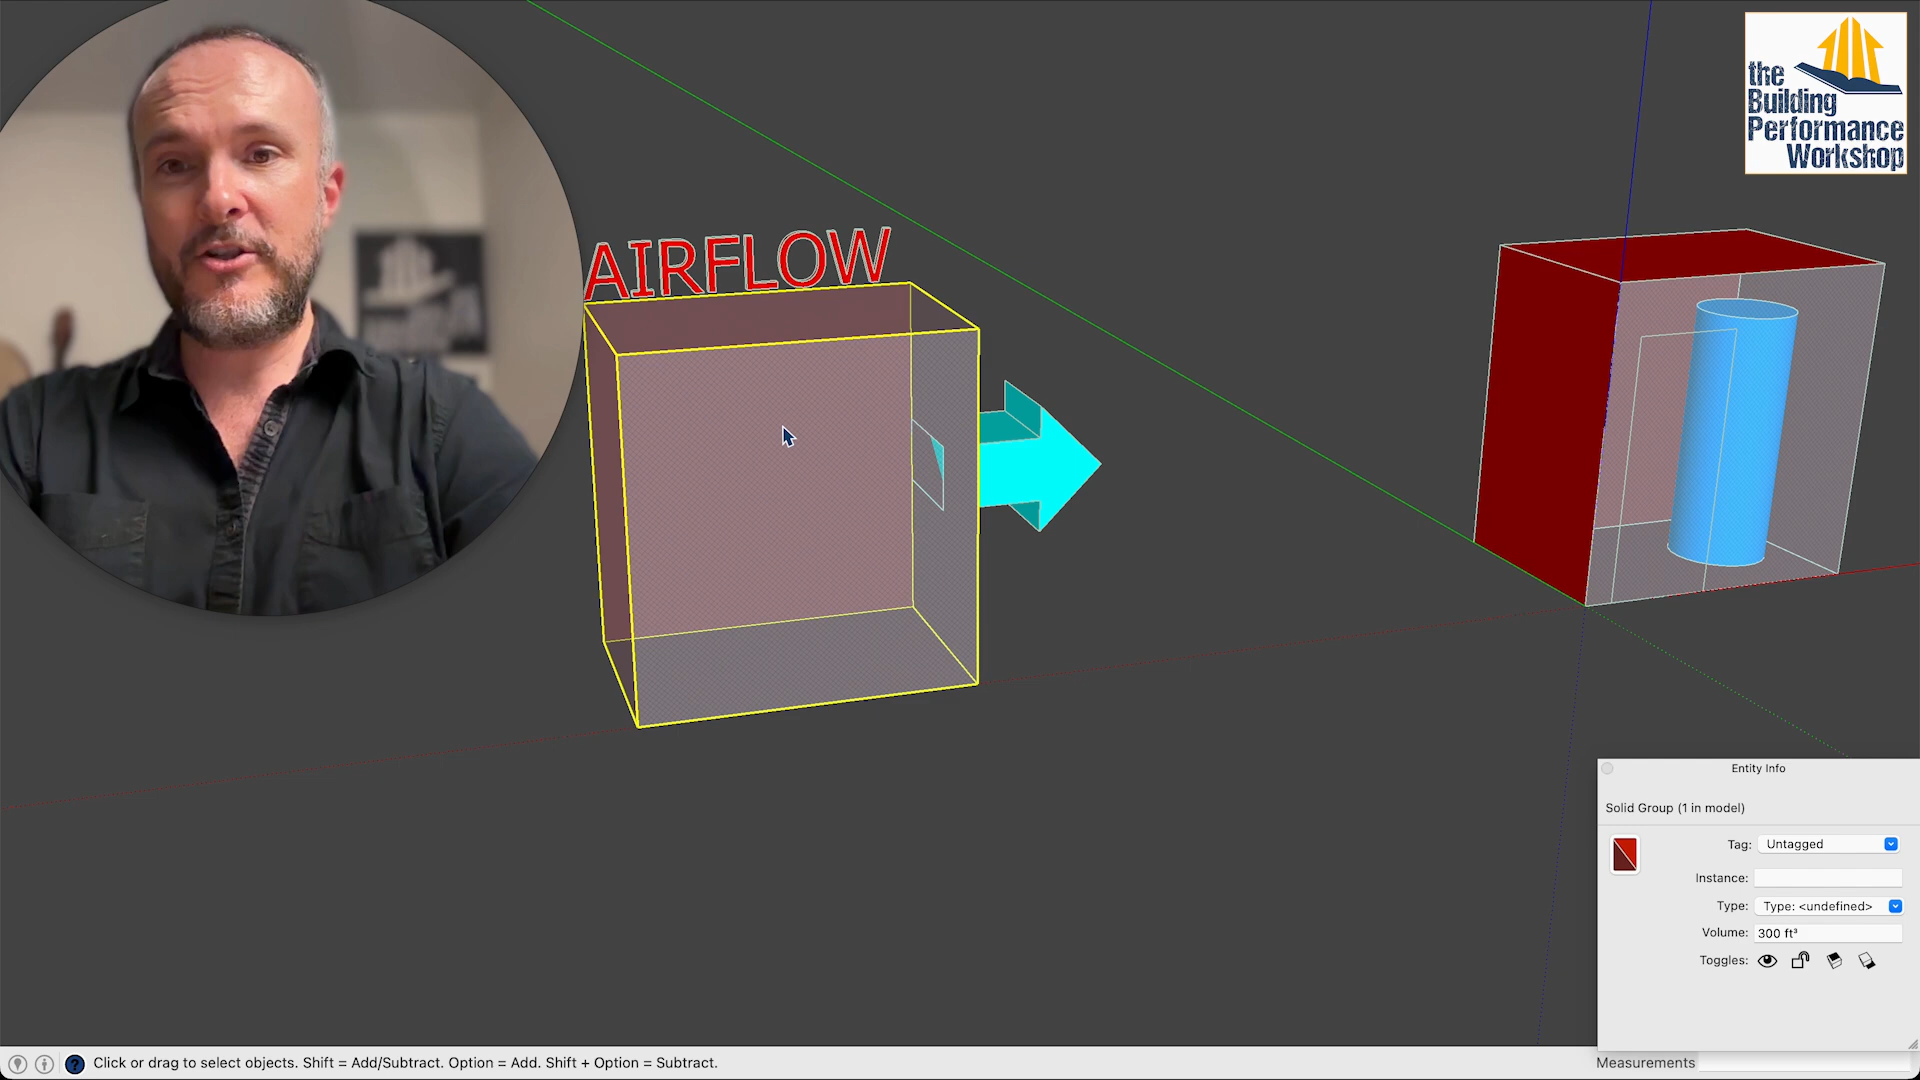 the
Building
Performance
Workshop
AIRFLOW
Entity Info
Solid Group (1 in model)
Tag: Untagged
Instance:
Type: Type: <undefined>
Volume: 300 ft³
Toggles:
Click or drag to select objects. Shift = Add/Subtract. Option = Add. Shift + Option = Subtract.
Measurements